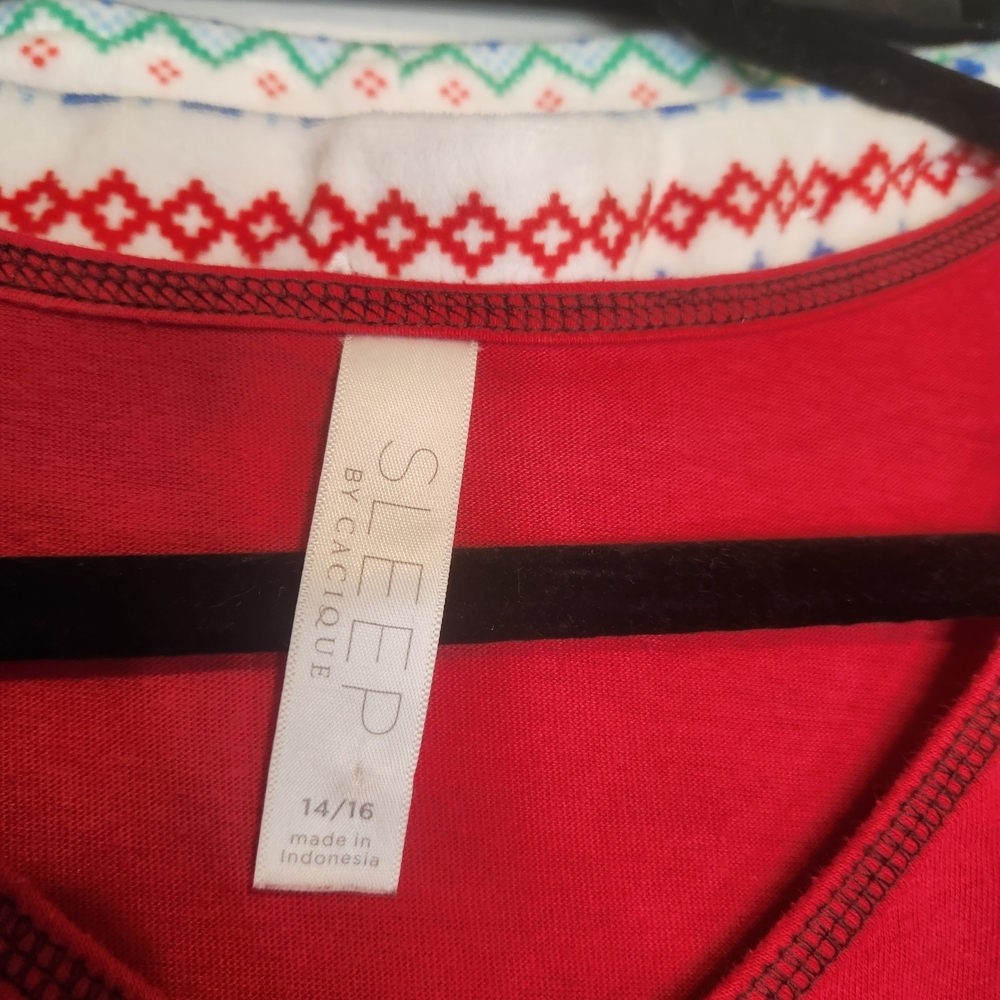 SLEEP
BY CACIQUE
14/16
made in
Indonesia